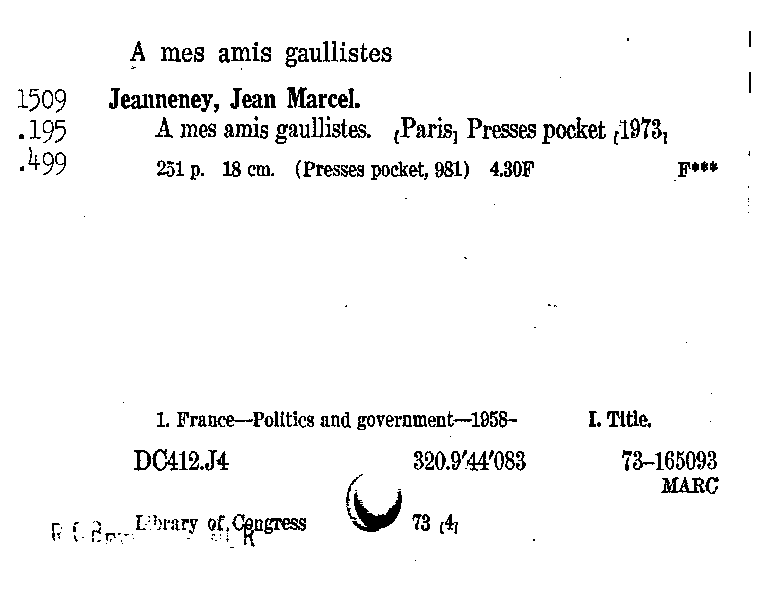 A mes amis gaullistes
1509 Jeanneney, Jean Marcel.
.195 A mes amis gaullistes. [Paris] Presses pocket [1973]
.499 251 p. 18 cm. (Presses pocket, 981) 4.30F F***
1. France—Politics and government—1958– I. Title.
DC412.J4 320.9′44′083 73–165093
MARC
Library of Congress 73 [4]